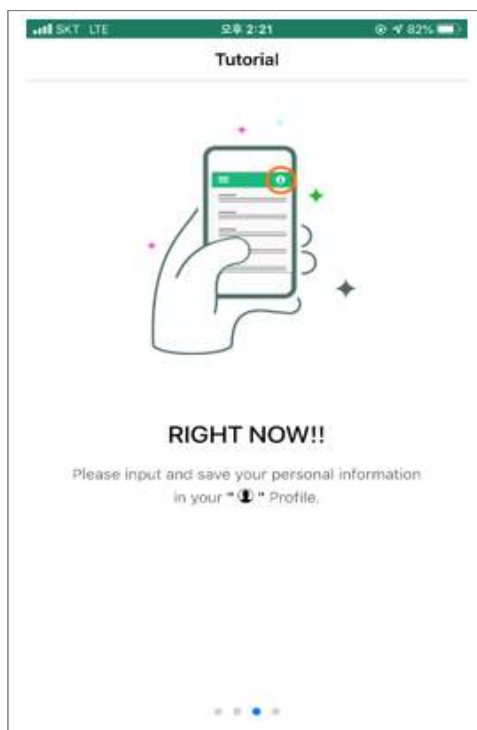 SKT LTE 오후 2:21 82%
Tutorial
RIGHT NOW!!
Please input and save your personal information
in your " " Profile.